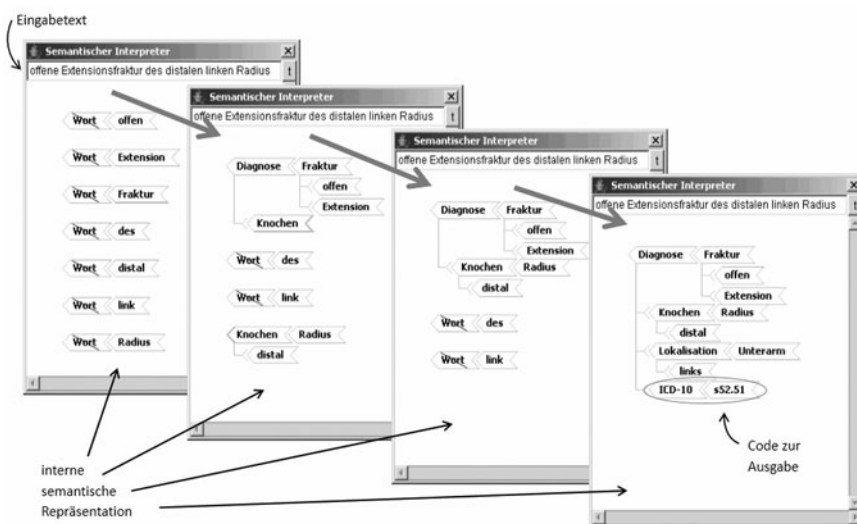 Eingabetext
Semantischer Interpreter
offene Extensionsfraktur des distalen linken Radius t
Wort offen
Wort Extension
Wort Fraktur
Wort des
Wort distal
Wort link
Wort Radius
Semantischer Interpreter
offene Extensionsfraktur des distalen linken Radius t
Diagnose Fraktur
offen
Extension
Knochen
Wort des
Wort link
Knochen Radius
distal
Semantischer Interpreter
offene Extensionsfraktur des distalen linken Radius t
Diagnose Fraktur
offen
Extension
Knochen Radius
distal
Wort des
Wort link
Semantischer Interpreter
offene Extensionsfraktur des distalen linken Radius t
Diagnose Fraktur
offen
Extension
Knochen Radius
distal
Lokalisation Unterarm
links
ICD-10 s52.51
Code zur
Ausgabe
interne
semantische
Repräsentation